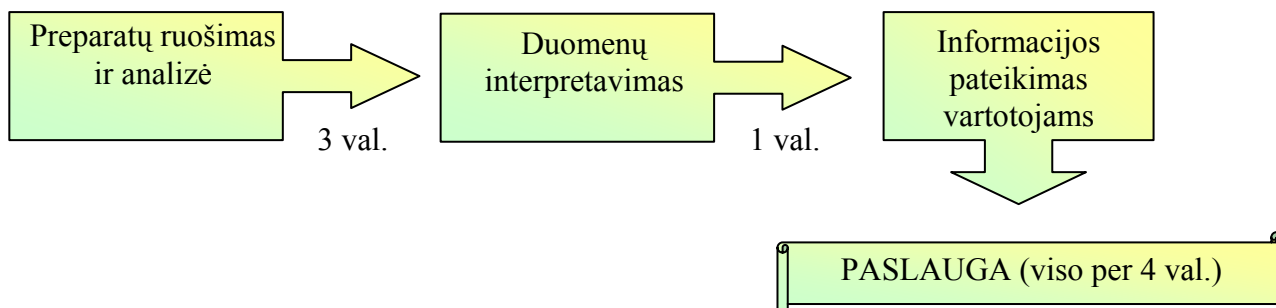 Preparatų ruošimas
ir analizė
3 val.
Duomenų
interpretavimas
1 val.
Informacijos
pateikimas
vartotojams
PASLAUGA (viso per 4 val.)